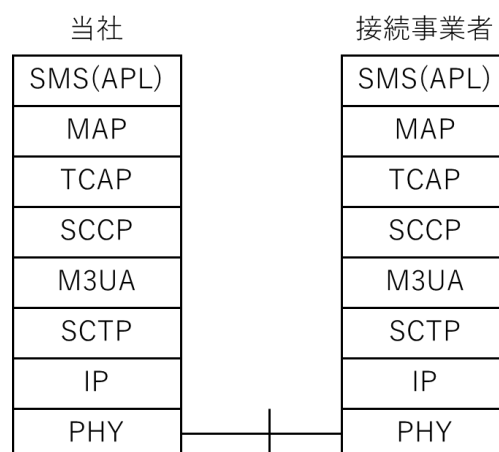 当社 接続事業者
SMS(APL) SMS(APL)
MAP MAP
TCAP TCAP
SCCP SCCP
M3UA M3UA
SCTP SCTP
IP IP
PHY PHY